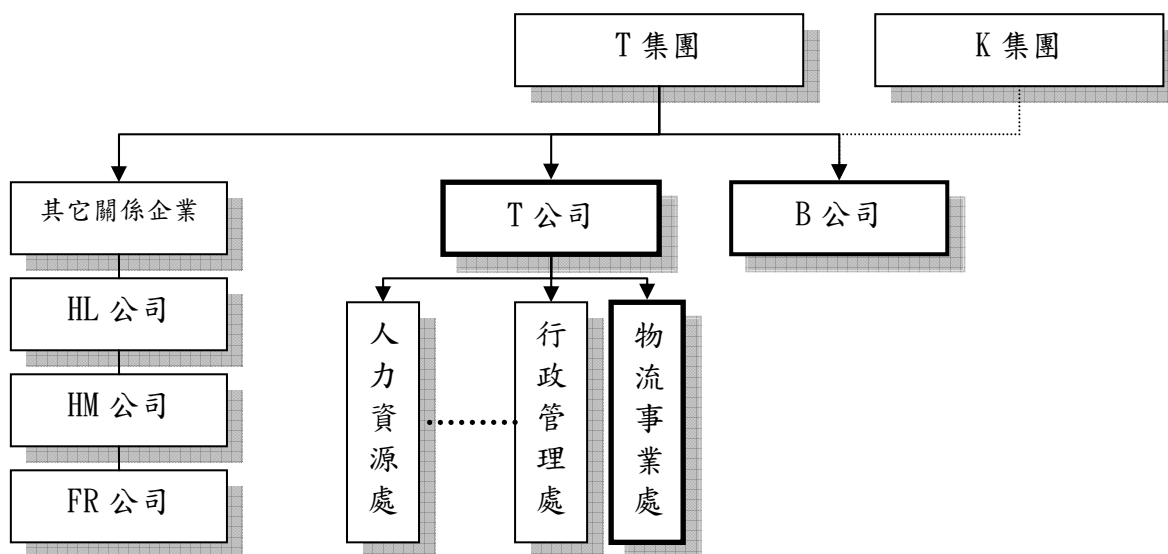 T 集團
K 集團
其它關係企業
T 公司
B 公司
HL 公司
HM 公司
FR 公司
人力資源處
行政管理處
物流事業處